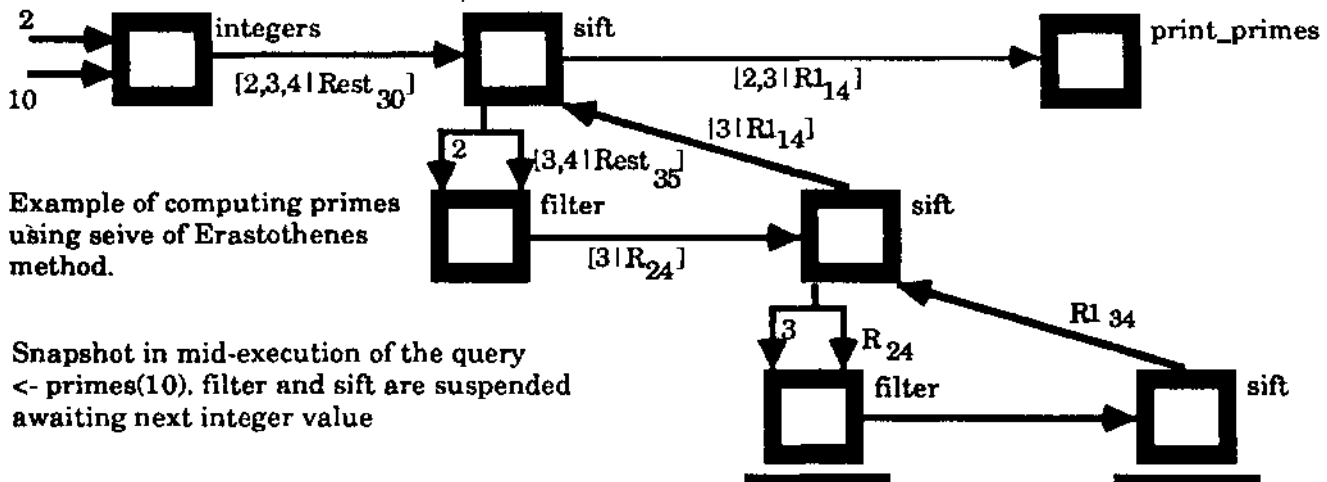 2
integers
sift
print_primes
10
[2,3,4|Rest30]
[2,3|R114]
[3|R114]
2
[3,4|Rest35]
Example of computing primes
using seive of Erastothenes
method.
filter
sift
[3|R24]
R134
3
R24
Snapshot in mid-execution of the query
<- primes(10). filter and sift are suspended
awaiting next integer value
filter
sift